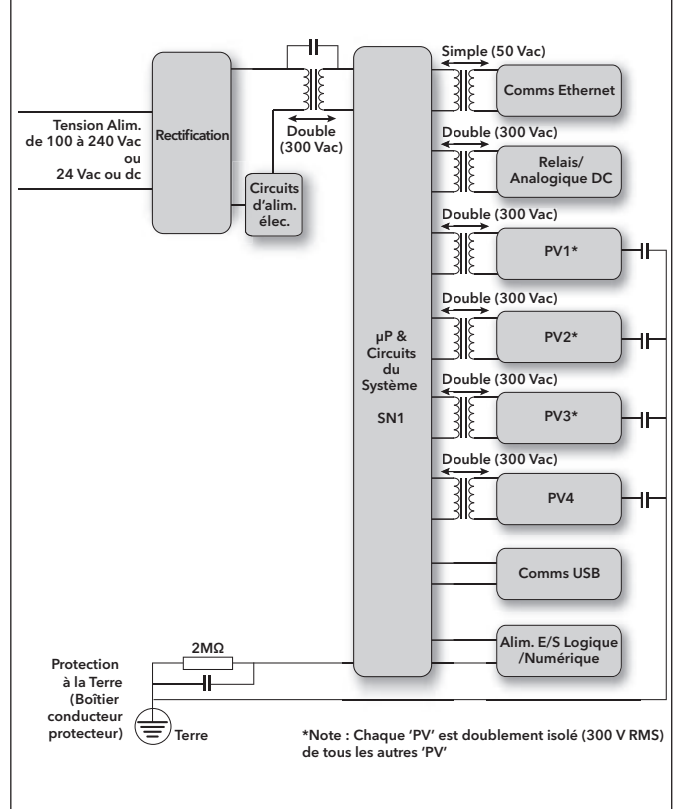 Simple (50 Vac)
Comms Ethernet
Tension Alim.
de 100 à 240 Vac
ou
24 Vac ou dc
Rectification
Double
(300 Vac)
Circuits
d'alim.
élec.
Double (300 Vac)
Relais/
Analogique DC
Double (300 Vac)
PV1*
Double (300 Vac)
PV2*
µP &
Circuits
du
Système
SN1
Double (300 Vac)
PV3*
Double (300 Vac)
PV4
Comms USB
Alim. E/S Logique
/Numérique
2MΩ
Protection
à la Terre
(Boîtier
conducteur
protecteur)
Terre
*Note : Chaque 'PV' est doublement isolé (300 V RMS)
de tous les autres 'PV'